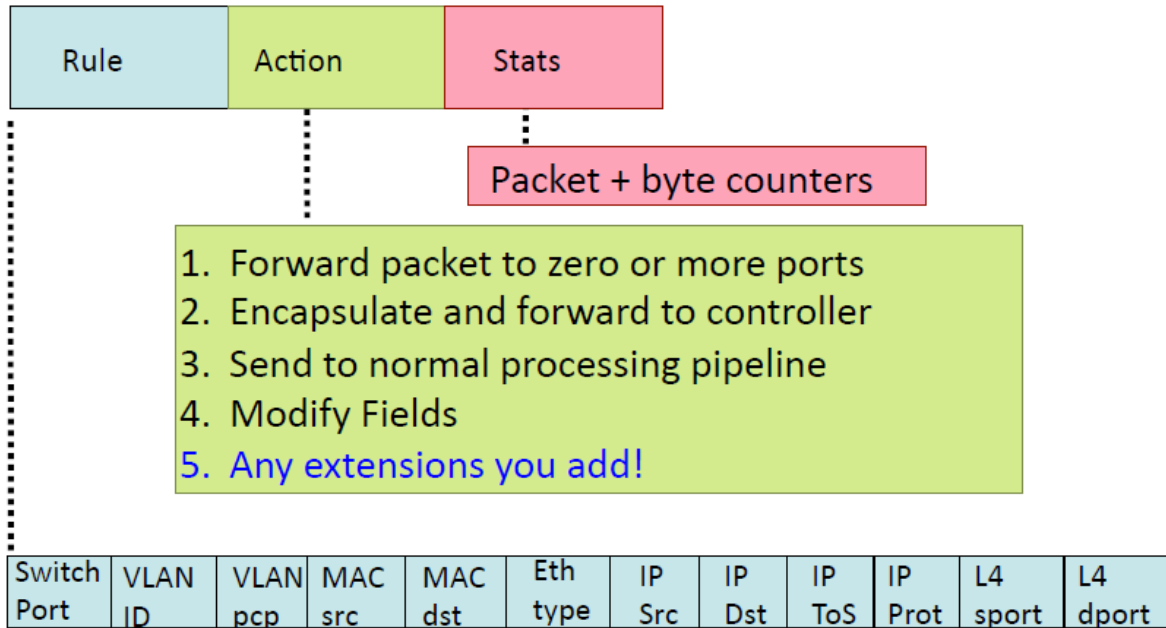 Rule Action Stats
Packet + byte counters
1. Forward packet to zero or more ports
2. Encapsulate and forward to controller
3. Send to normal processing pipeline
4. Modify Fields
5. Any extensions you add!
Switch Port
VLAN ID
VLAN pcp
MAC src
MAC dst
Eth type
IP Src
IP Dst
IP ToS
IP Prot
L4 sport
L4 dport